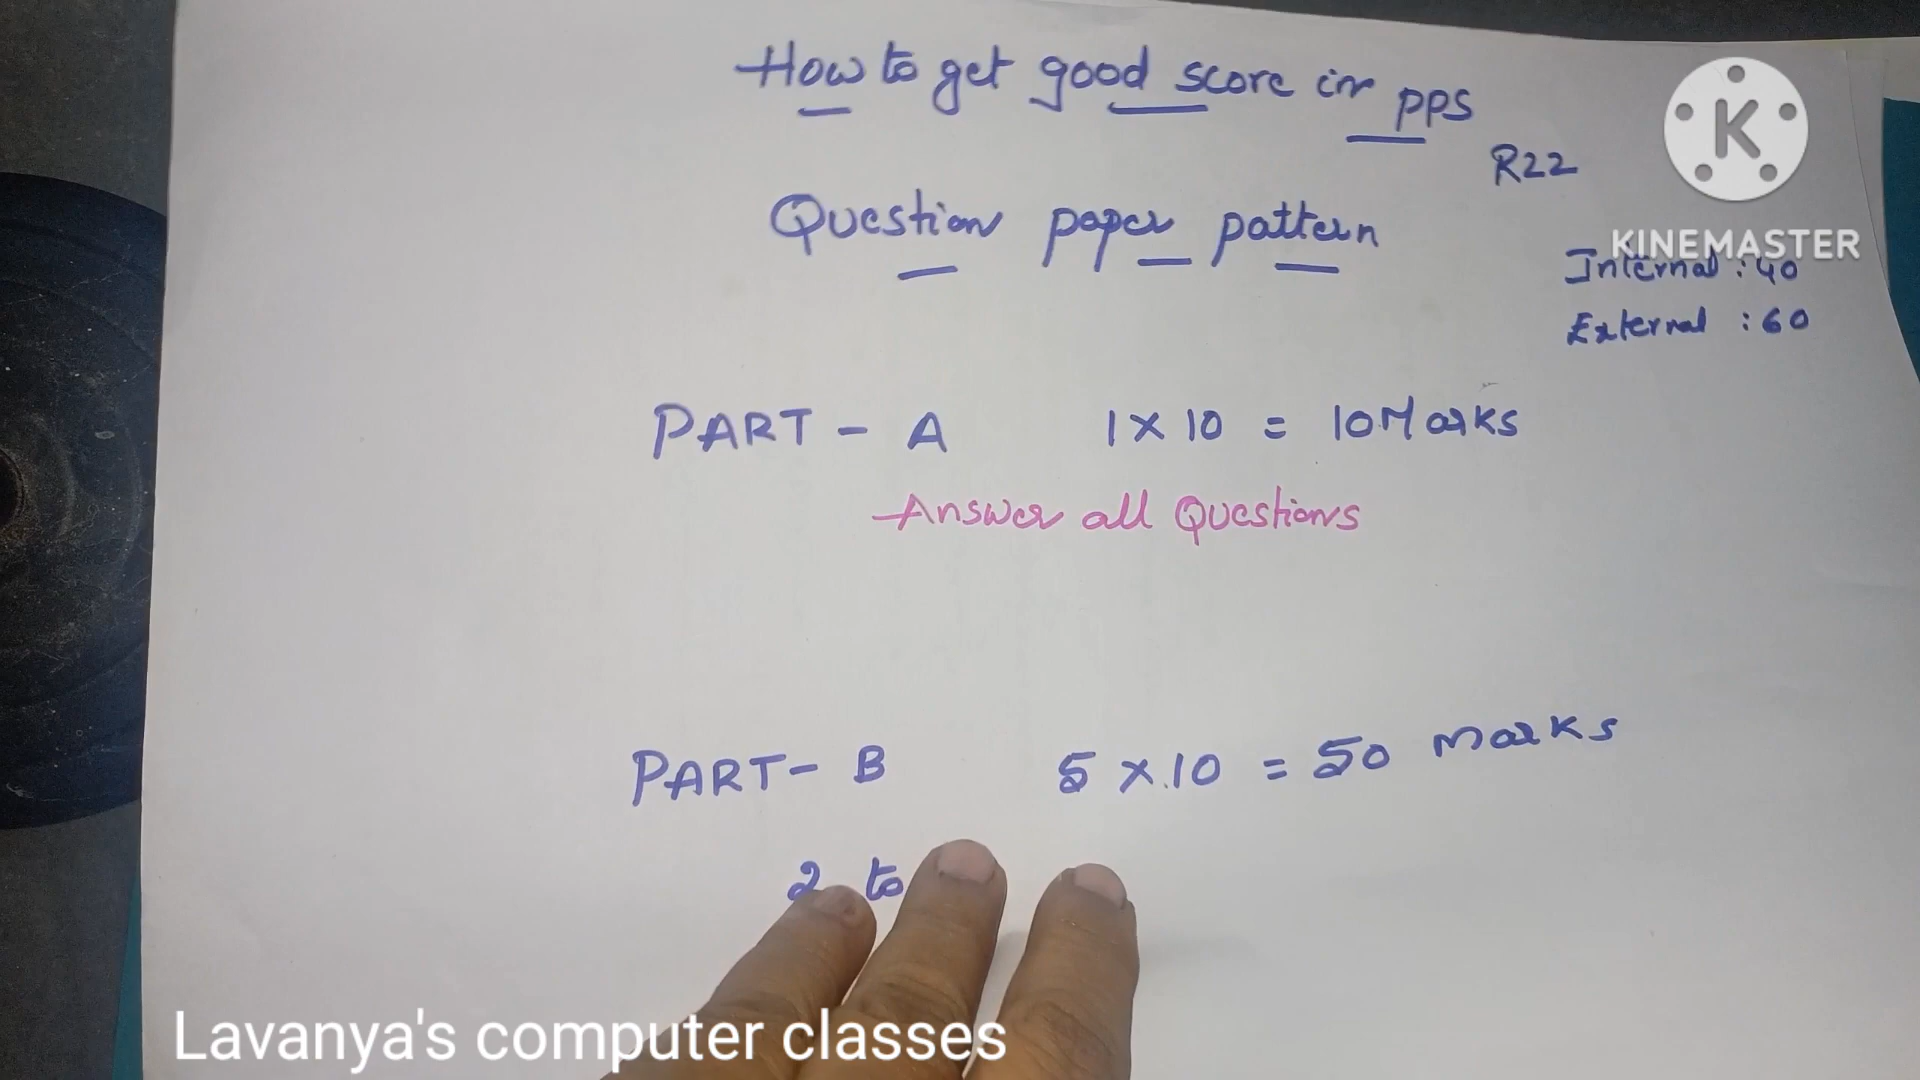 How to get good score in pps
R22
Question paper pattern
KINEMASTER
Internal : 40
External : 60
PART - A 1 X 10 = 10 Marks
Answer all Questions
PART - B 5 X 10 = 50 Marks
2 to
Lavanya's computer classes